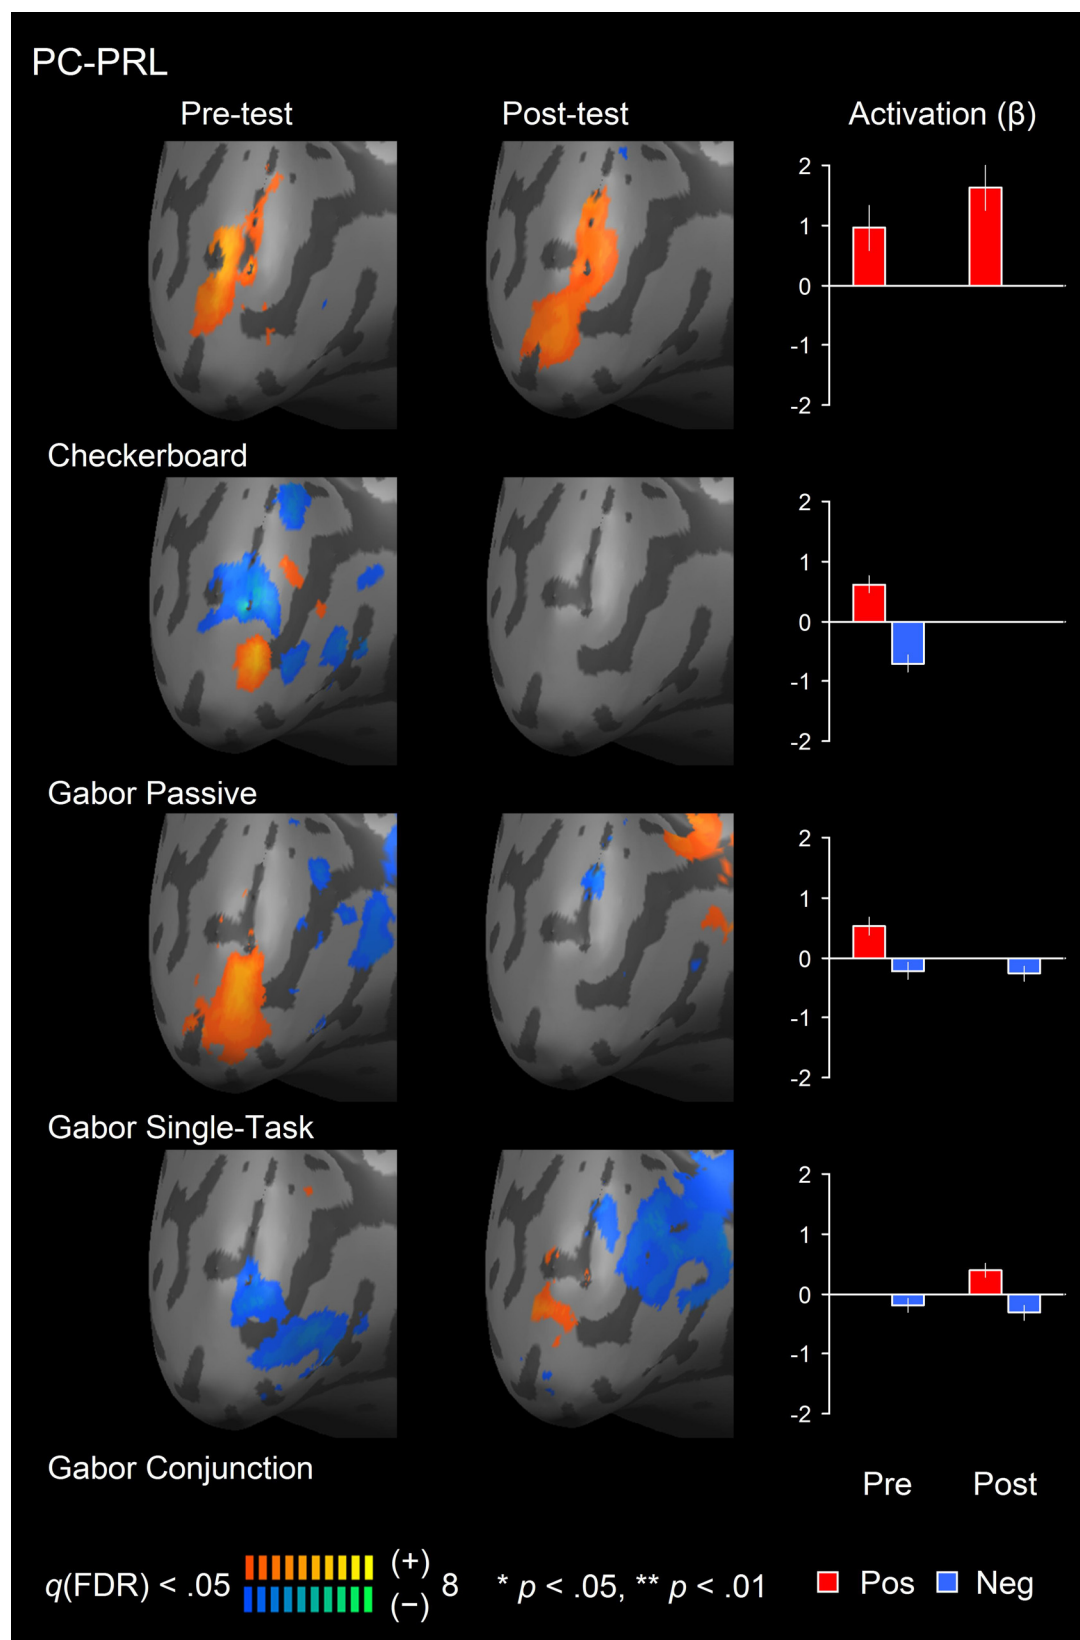 PC-PRL
Pre-test Post-test Activation (β)
2
1
0
-1
-2
Checkerboard
2
1
0
-1
-2
Gabor Passive
2
1
0
-1
-2
Gabor Single-Task
2
1
0
-1
-2
Gabor Conjunction
Pre Post
q(FDR) < .05 (+) (−) 8 * p < .05, ** p < .01 Pos Neg